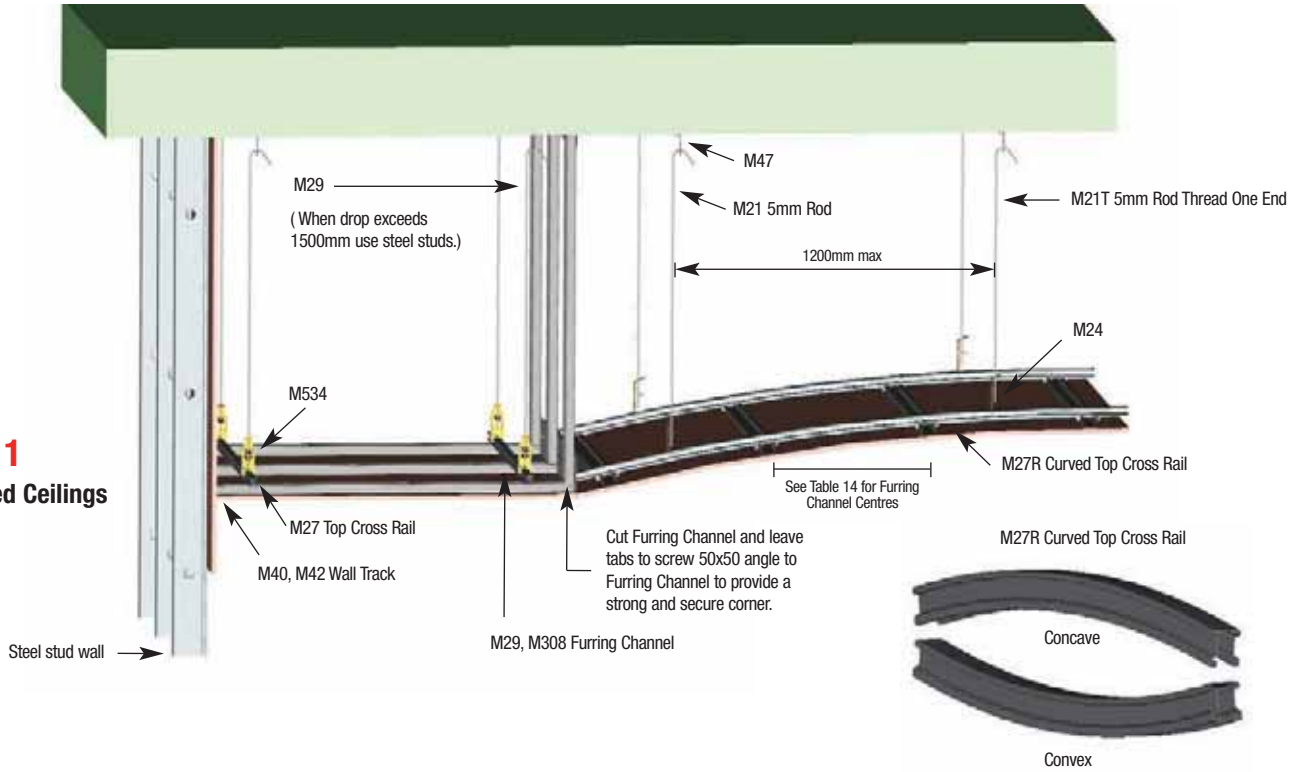 M47
M29
M21 5mm Rod
M21T 5mm Rod Thread One End
( When drop exceeds
1500mm use steel studs.)
1200mm max
M24
M534
1
ed Ceilings
M27 Top Cross Rail
M40, M42 Wall Track
Cut Furring Channel and leave
tabs to screw 50x50 angle to
Furring Channel to provide a
strong and secure corner.
See Table 14 for Furring
Channel Centres
M27R Curved Top Cross Rail
M27R Curved Top Cross Rail
M29, M308 Furring Channel
Steel stud wall
Concave
Convex